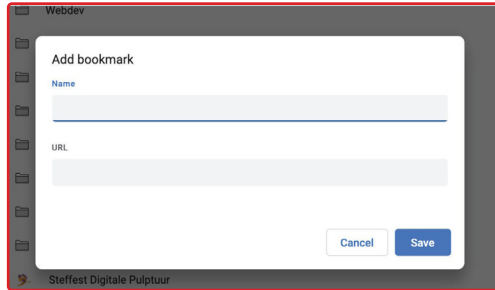 Webdev
Add bookmark
Name
URL
Cancel
Save
Steffest Digitale Pulptuur